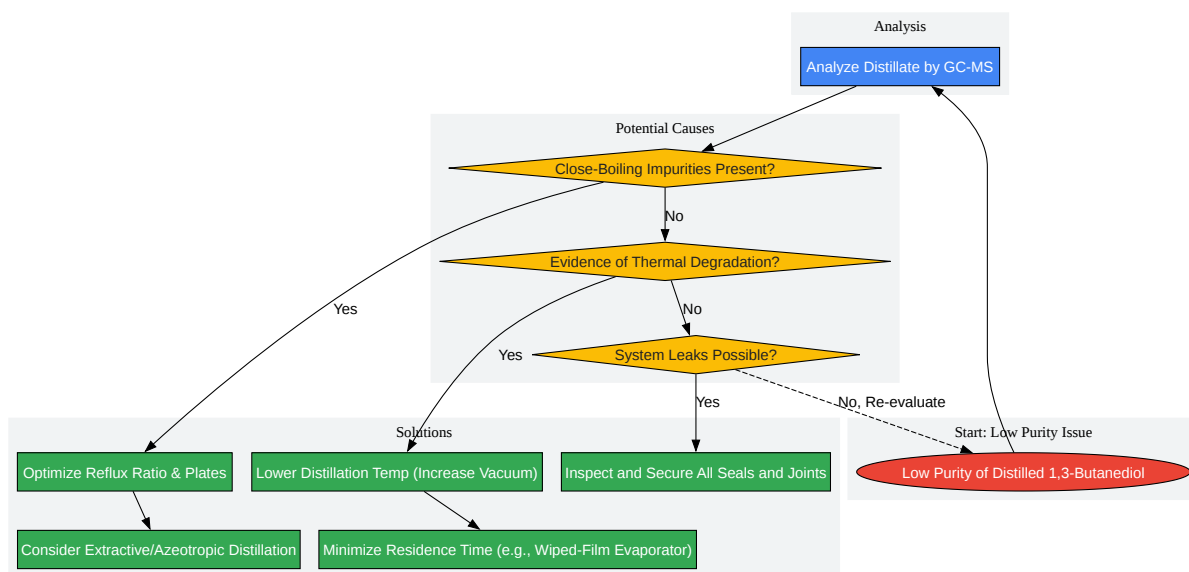 Analysis
Analyze Distillate by GC-MS
Potential Causes
Close-Boiling Impurities Present?
No
Evidence of Thermal Degradation?
Yes
No
System Leaks Possible?
Yes
Yes
No, Re-evaluate
Solutions
Start: Low Purity Issue
Optimize Reflux Ratio & Plates
Lower Distillation Temp (Increase Vacuum)
Inspect and Secure All Seals and Joints
Low Purity of Distilled 1,3-Butanediol
Consider Extractive/Azeotropic Distillation
Minimize Residence Time (e.g., Wiped-Film Evaporator)